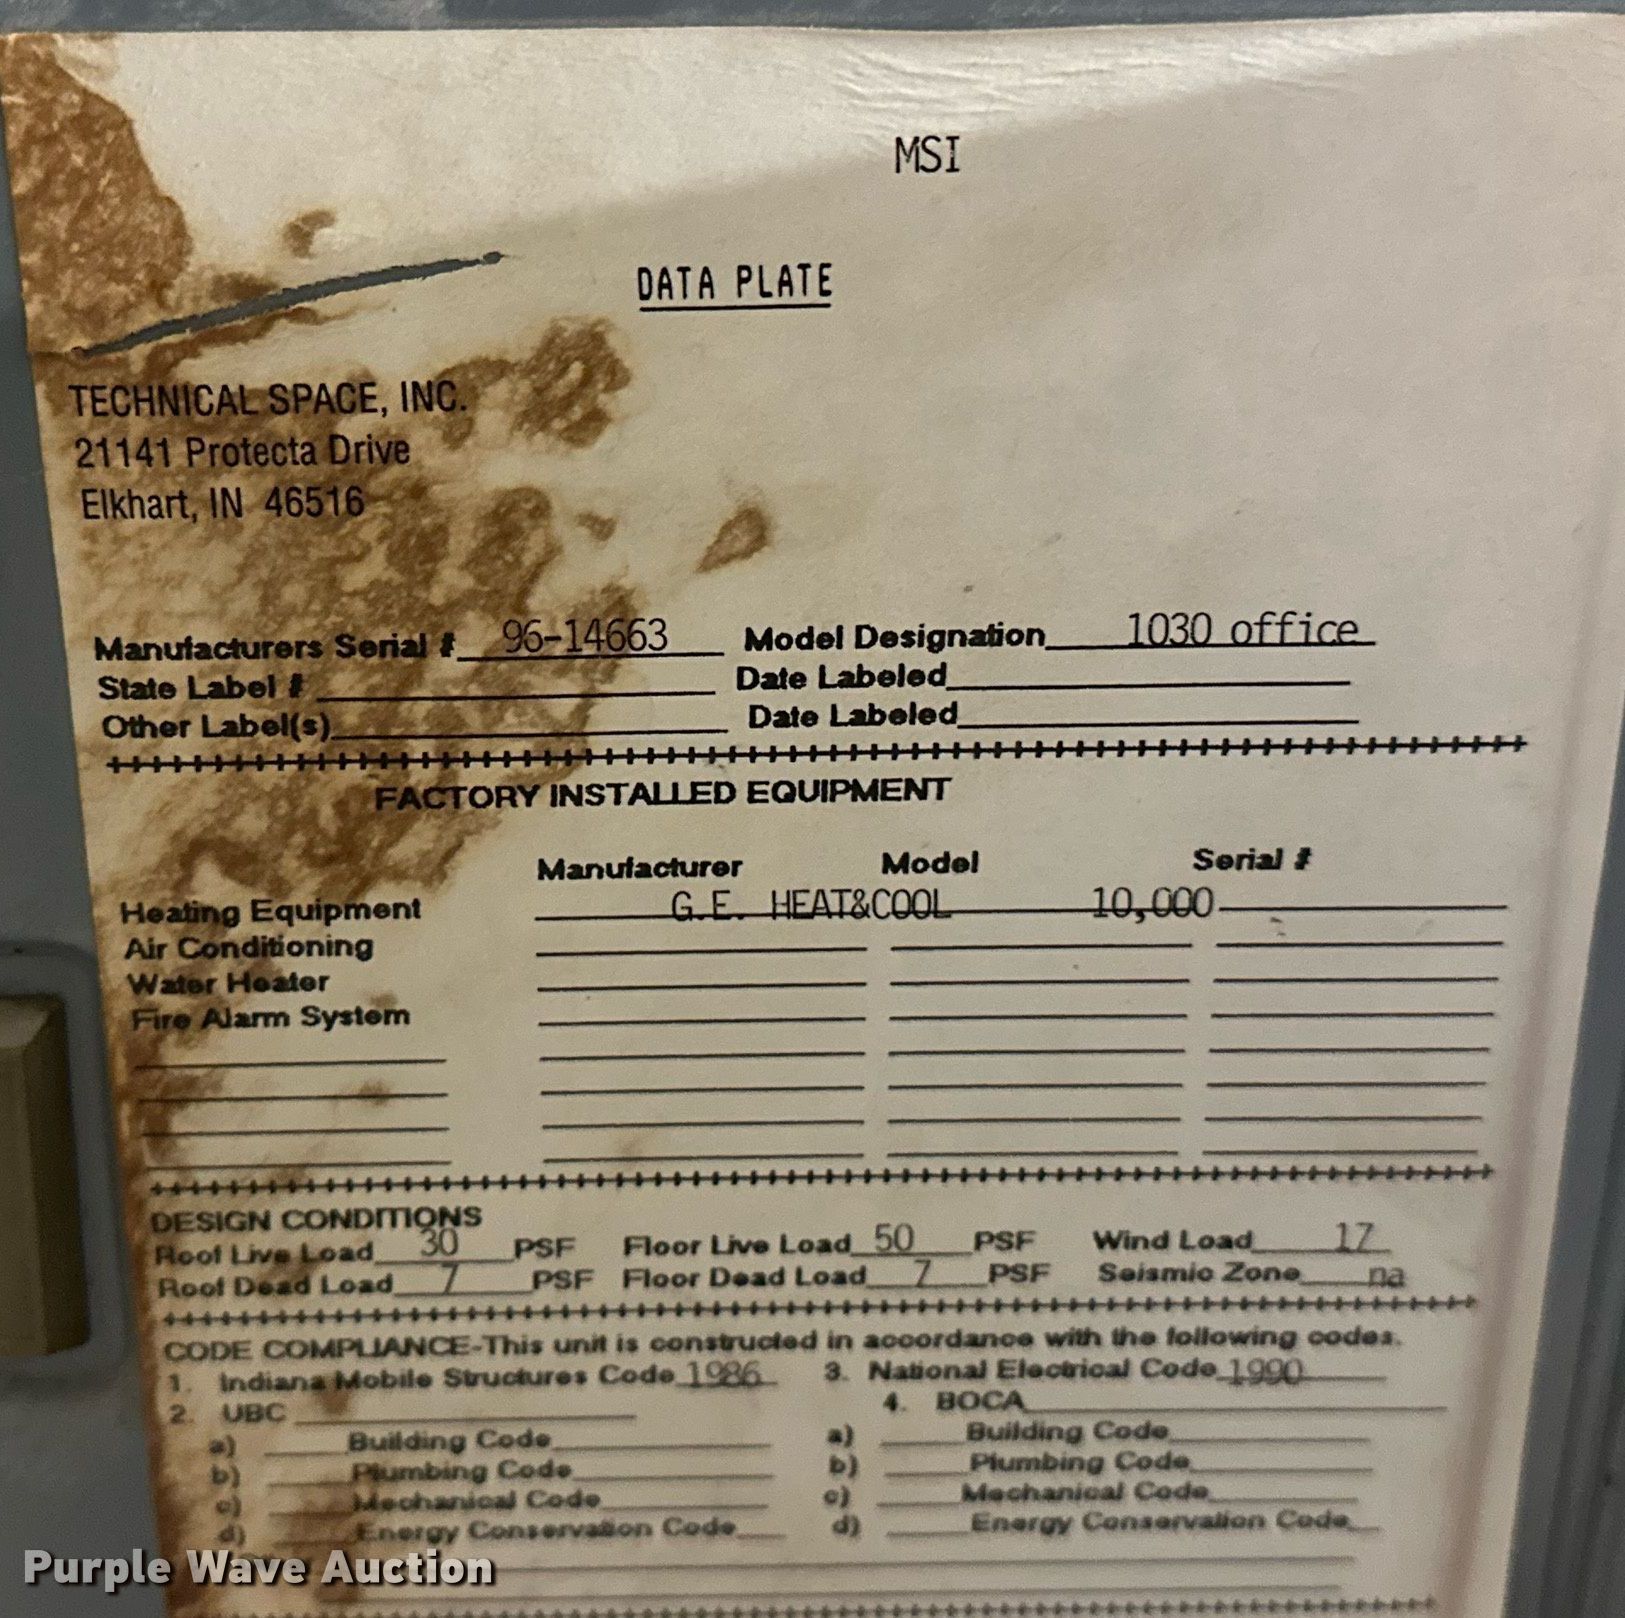 MSI
DATA PLATE
TECHNICAL SPACE, INC.
21141 Protecta Drive
Elkhart, IN 46516
Manufacturers Serial # 96-14663 Model Designation 1030 office
State Label # Date Labeled
Other Label(s) Date Labeled
FACTORY INSTALLED EQUIPMENT
Manufacturer Model Serial #
Heating Equipment G.E. HEAT&COOL 10,000
Air Conditioning
Water Heater
Fire Alarm System
DESIGN CONDITIONS
Roof Live Load 30 PSF Floor Live Load 50 PSF Wind Load 17
Roof Dead Load 7 PSF Floor Dead Load 7 PSF Seismic Zone na
CODE COMPLIANCE-This unit is constructed in accordance with the following codes.
1. Indiana Mobile Structures Code 1986 3. National Electrical Code 1990
2. UBC 4. BOCA
a) Building Code a) Building Code
b) Plumbing Code b) Plumbing Code
c) Mechanical Code c) Mechanical Code
d) Energy Conservation Code d) Energy Conservation Code
Purple Wave Auction